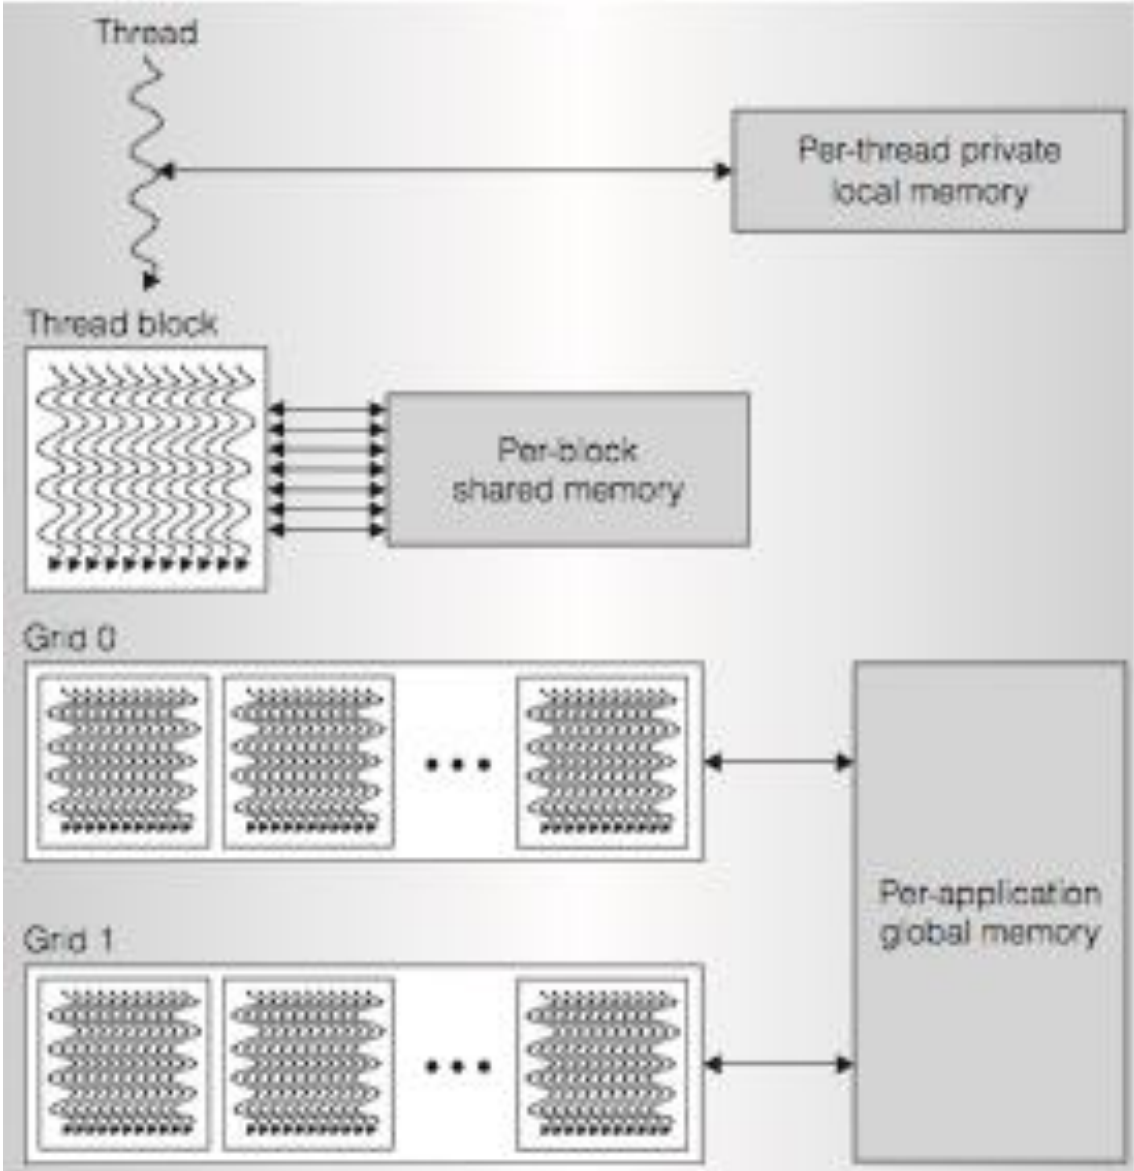 Thread
Per-thread private
local memory
Thread block
Per-block
shared memory
Grid 0
Per-application
global memory
Grid 1